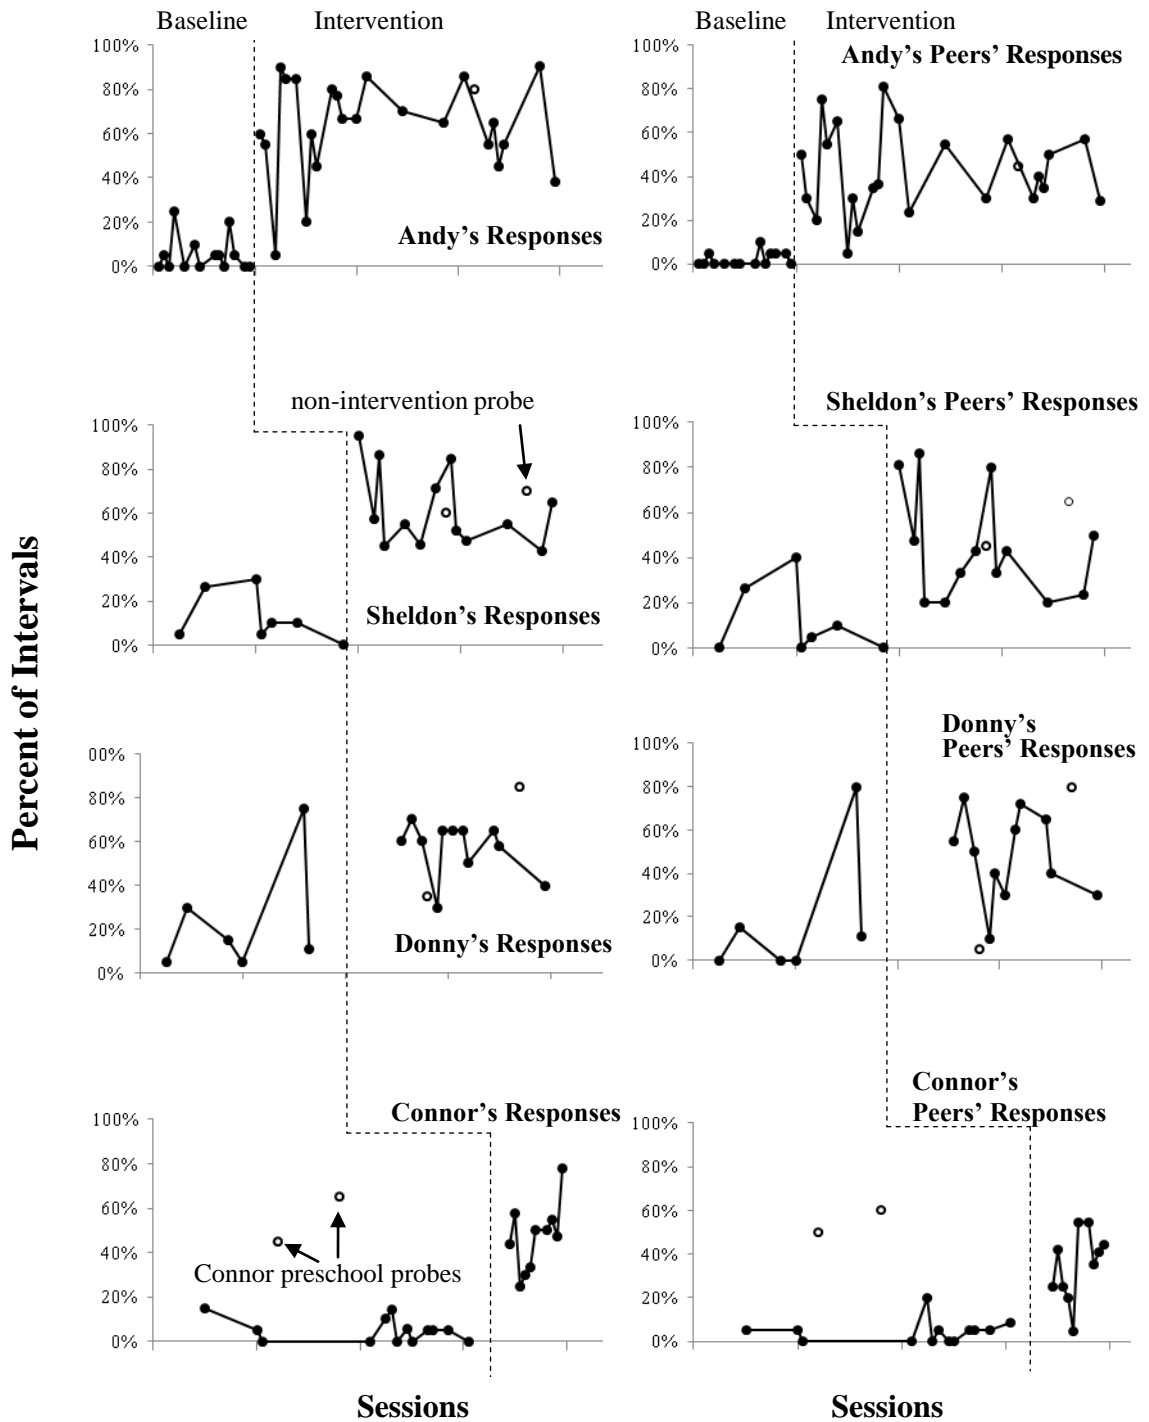 Baseline Intervention
Baseline Intervention
Percent of Intervals
100%
80%
60%
40%
20%
0%
Andy's Responses
100%
80%
60%
40%
20%
0%
Andy's Peers' Responses
non-intervention probe
100%
80%
60%
40%
20%
0%
Sheldon's Responses
Sheldon's Peers' Responses
100%
80%
60%
40%
20%
0%
00%
80%
60%
40%
20%
0%
Donny's Responses
Donny's
Peers' Responses
100%
80%
60%
40%
20%
0%
Connor's Responses
100%
80%
60%
40%
20%
0%
Connor preschool probes
Connor's
Peers' Responses
100%
80%
60%
40%
20%
0%
Sessions
Sessions